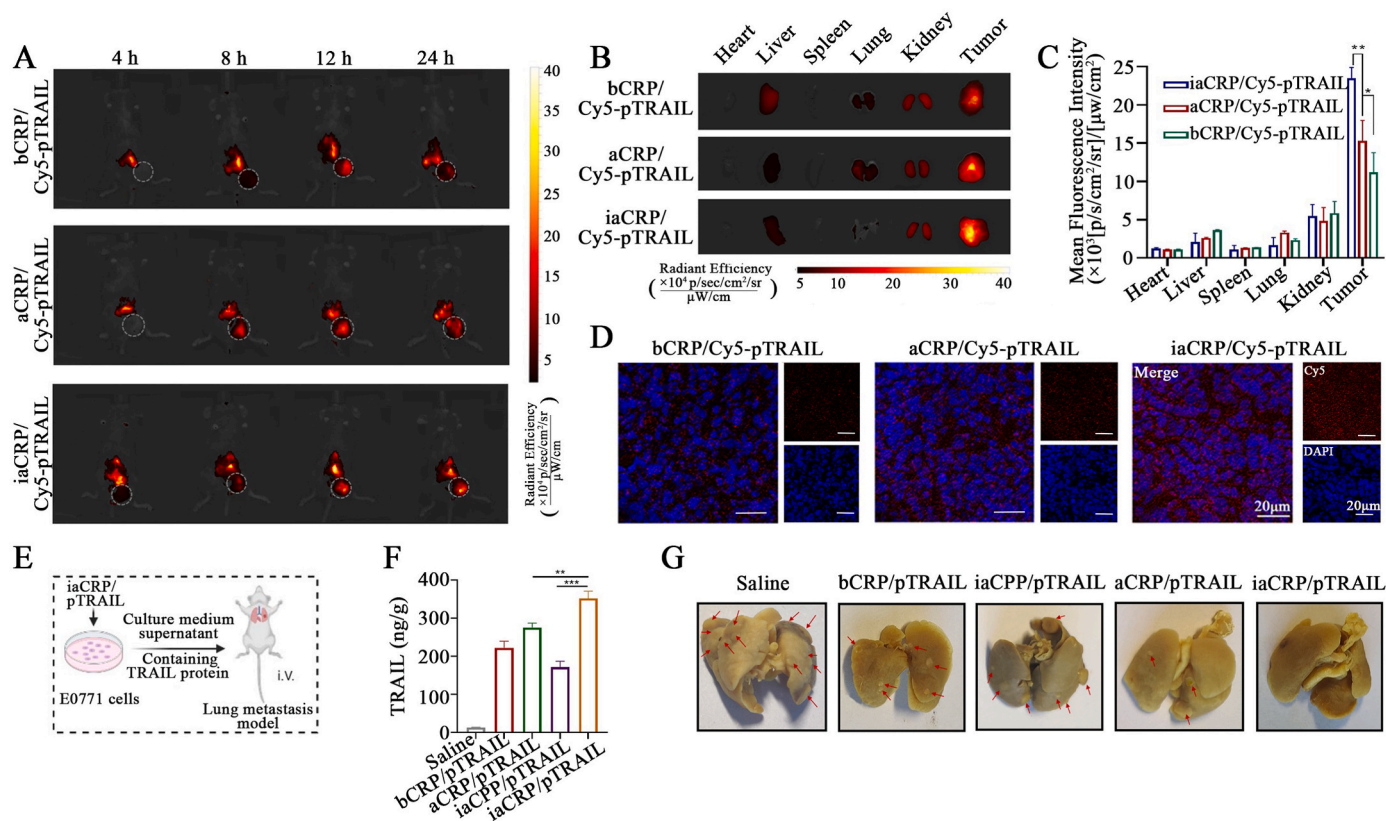 A
4 h
8 h
12 h
24 h
bCRP/
Cy5-pTRAIL
aCRP/
Cy5-pTRAIL
iaCRP/
Cy5-pTRAIL
40
35
30
25
20
15
10
5
Radiant Efficiency
(×10⁴ p/sec/cm²/sr)
μW/cm
B
Heart
Liver
Spleen
Lung
Kidney
Tumor
bCRP/
Cy5-pTRAIL
aCRP/
Cy5-pTRAIL
iaCRP/
Cy5-pTRAIL
Radiant Efficiency
(×10⁴ p/sec/cm²/sr)
μW/cm
5
10
20
30
40
C
Mean Fluorescence Intensity
(×10³[p/s/cm²/sr]/[μw/cm²)
25
20
15
10
5
0
iaCRP/Cy5-pTRAIL
aCRP/Cy5-pTRAIL
bCRP/Cy5-pTRAIL
**
*
Heart
Liver
Spleen
Lung
Kidney
Tumor
D
bCRP/Cy5-pTRAIL
aCRP/Cy5-pTRAIL
iaCRP/Cy5-pTRAIL
Merge
Cy5
DAPI
20μm
20μm
E
iaCRP/
pTRAIL
Culture medium
supernatant
Containing
TRAIL protein
E0771 cells
i.v.
Lung metastasis
model
F
TRAIL (ng/g)
400
300
200
100
0
**
***
Saline
bCRP/pTRAIL
aCRP/pTRAIL
iaCPP/pTRAIL
iaCRP/pTRAIL
G
Saline
bCRP/pTRAIL
iaCPP/pTRAIL
aCRP/pTRAIL
iaCRP/pTRAIL